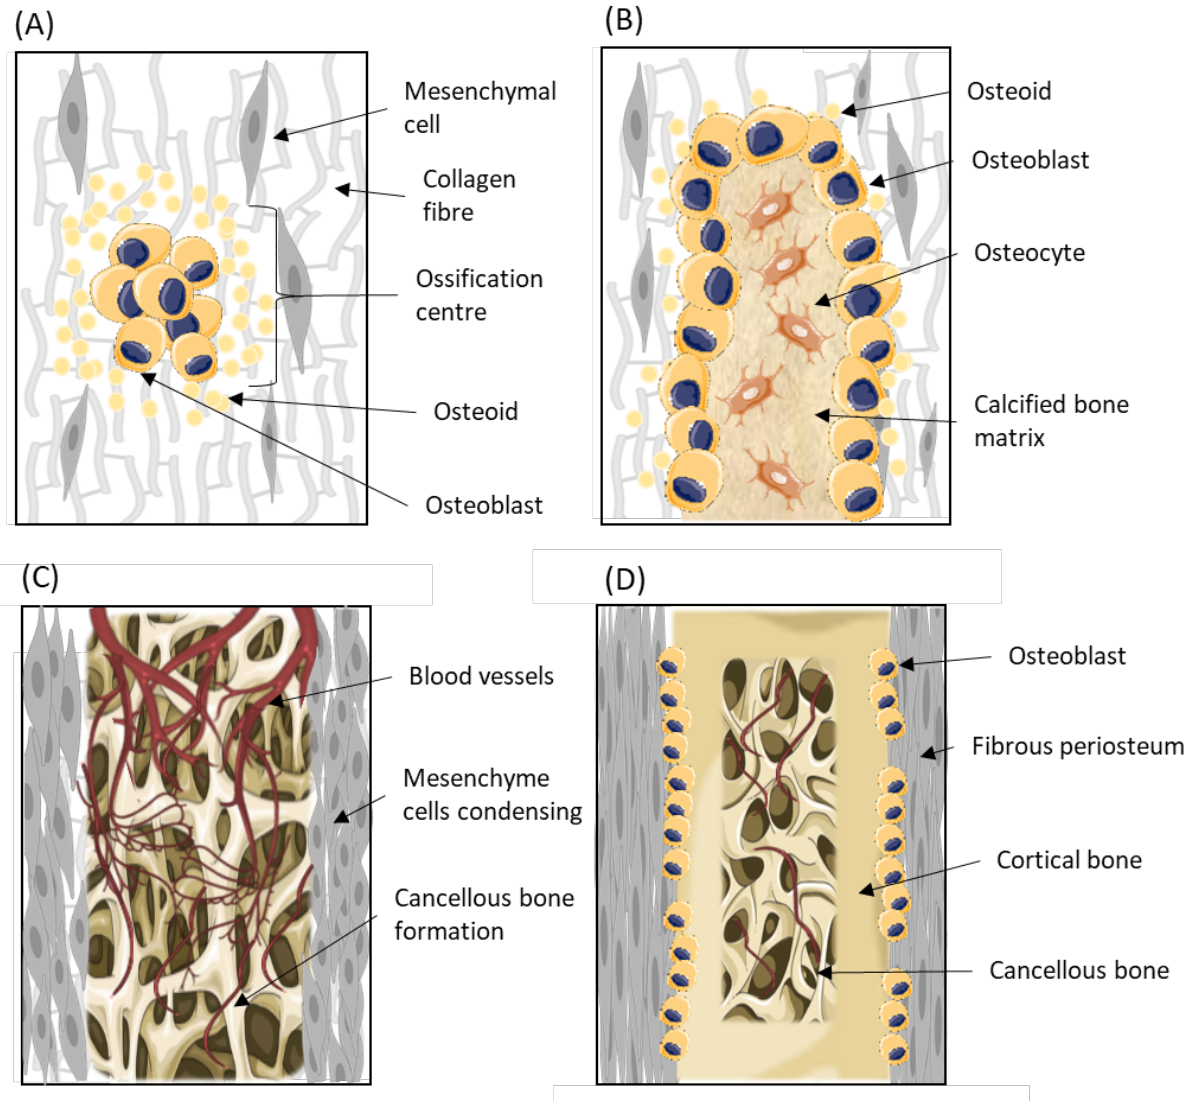 (A)
Mesenchymal
cell
Collagen
fibre
Ossification
centre
Osteoid
Osteoblast
(B)
Osteoid
Osteoblast
Osteocyte
Calcified bone
matrix
(C)
Blood vessels
Mesenchyme
cells condensing
Cancellous bone
formation
(D)
Osteoblast
Fibrous periosteum
Cortical bone
Cancellous bone